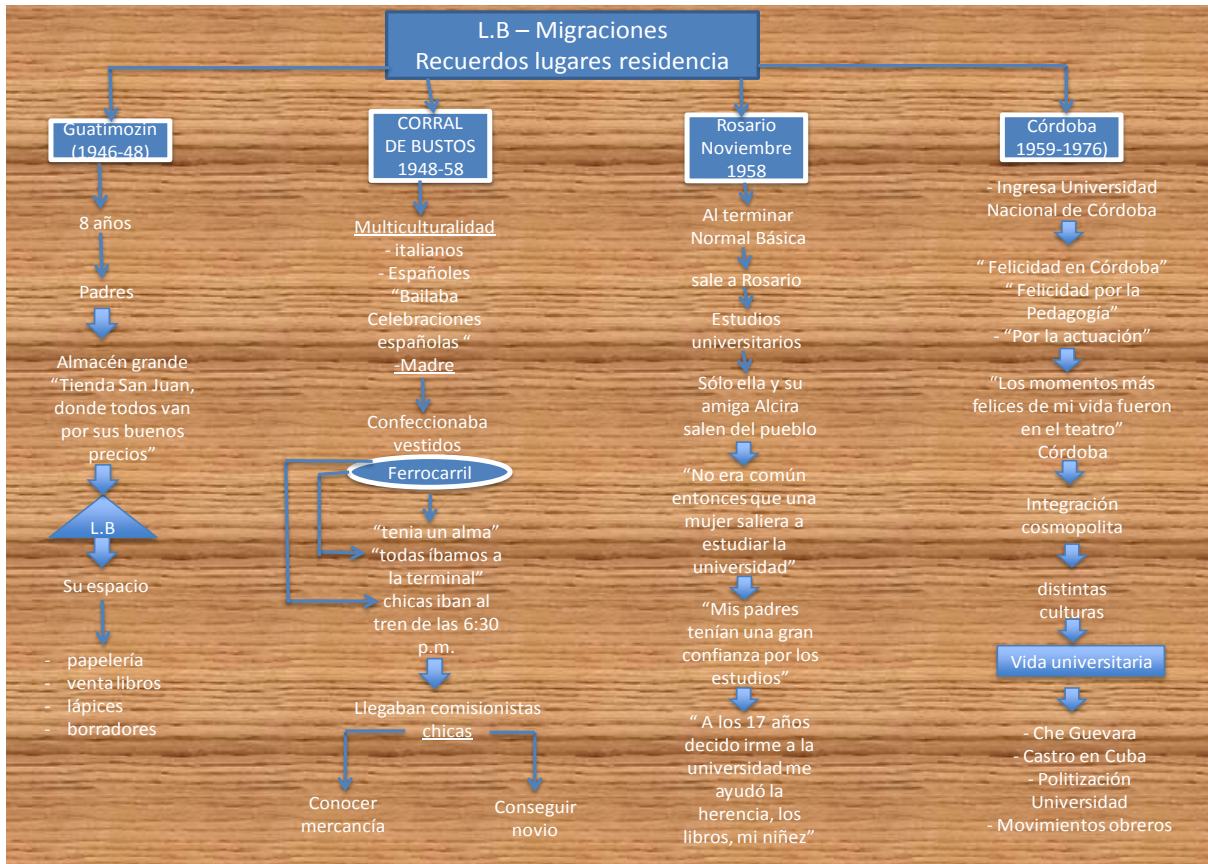 L.B – Migraciones
Recuerdos lugares residencia
Guatimozin
(1946-48)
8 años
Padres
Almacén grande
“Tienda San Juan,
donde todos van
por sus buenos
precios”
L.B
Su espacio
- papelería
- venta libros
- lápices
- borradores
CORRAL
DE BUSTOS
1948-58
Multiculturalidad
- italianos
- Españoles
“Bailaba
Celebraciones
españolas “
-Madre
Confeccionaba
vestidos
Ferrocarril
“tenia un alma”
“todas íbamos a
la terminal”
chicas iban al
tren de las 6:30
p.m.
Llegaban comisionistas
chicas
Conocer
mercancía
Conseguir
novio
Rosario
Noviembre
1958
Al terminar
Normal Básica
sale a Rosario
Estudios
universitarios
Sólo ella y su
amiga Alcira
salen del pueblo
“No era común
entonces que una
mujer saliera a
estudiar la
universidad”
“Mis padres
tenían una gran
confianza por los
estudios”
“ A los 17 años
decido irme a la
universidad me
ayudó la
herencia, los
libros, mi niñez”
Córdoba
1959-1976)
- Ingresa Universidad
Nacional de Córdoba
“ Felicidad en Córdoba”
“ Felicidad por la
Pedagogía”
- “Por la actuación”
“Los momentos más
felices de mi vida fueron
en el teatro”
Córdoba
Integración
cosmopolita
distintas
culturas
Vida universitaria
- Che Guevara
- Castro en Cuba
- Politización
Universidad
- Movimientos obreros